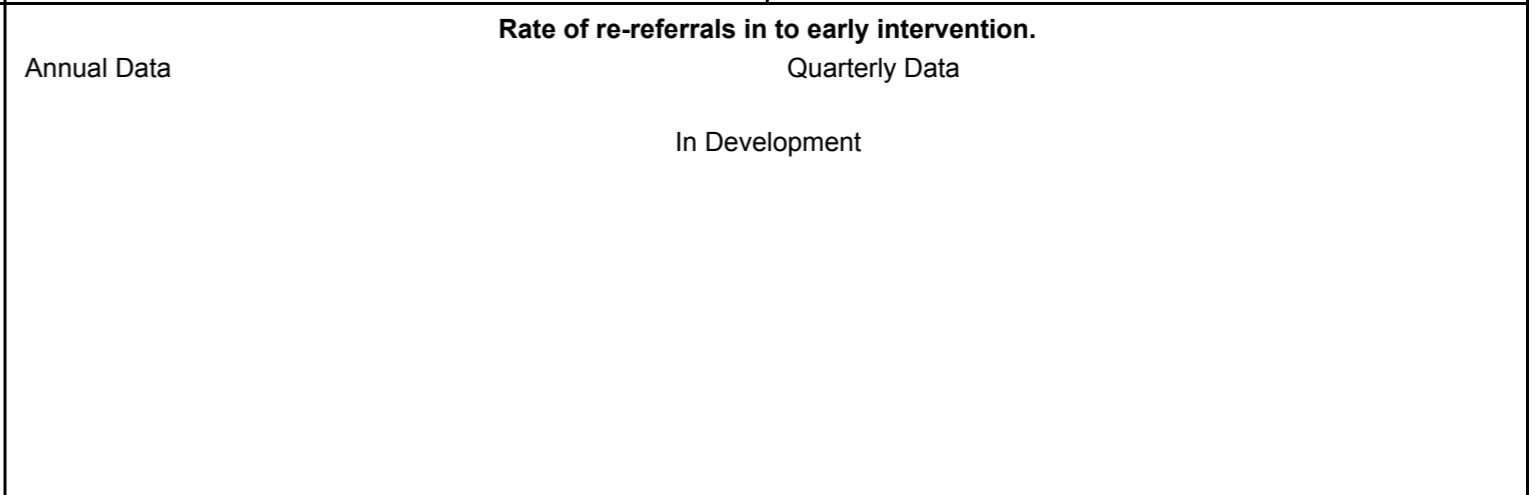 Rate of re-referrals in to early intervention.
Annual Data Quarterly Data
In Development